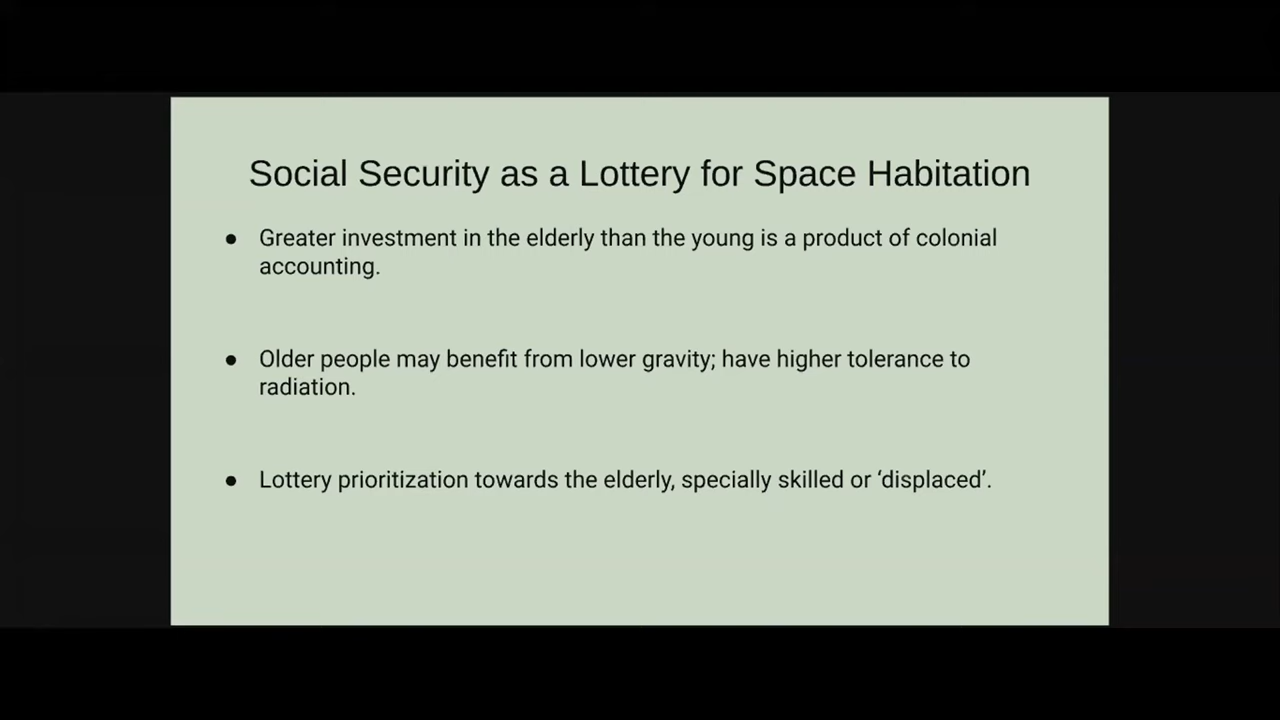 Social Security as a Lottery for Space Habitation
● Greater investment in the elderly than the young is a product of colonial
accounting.
● Older people may benefit from lower gravity; have higher tolerance to
radiation.
● Lottery prioritization towards the elderly, specially skilled or ‘displaced’.